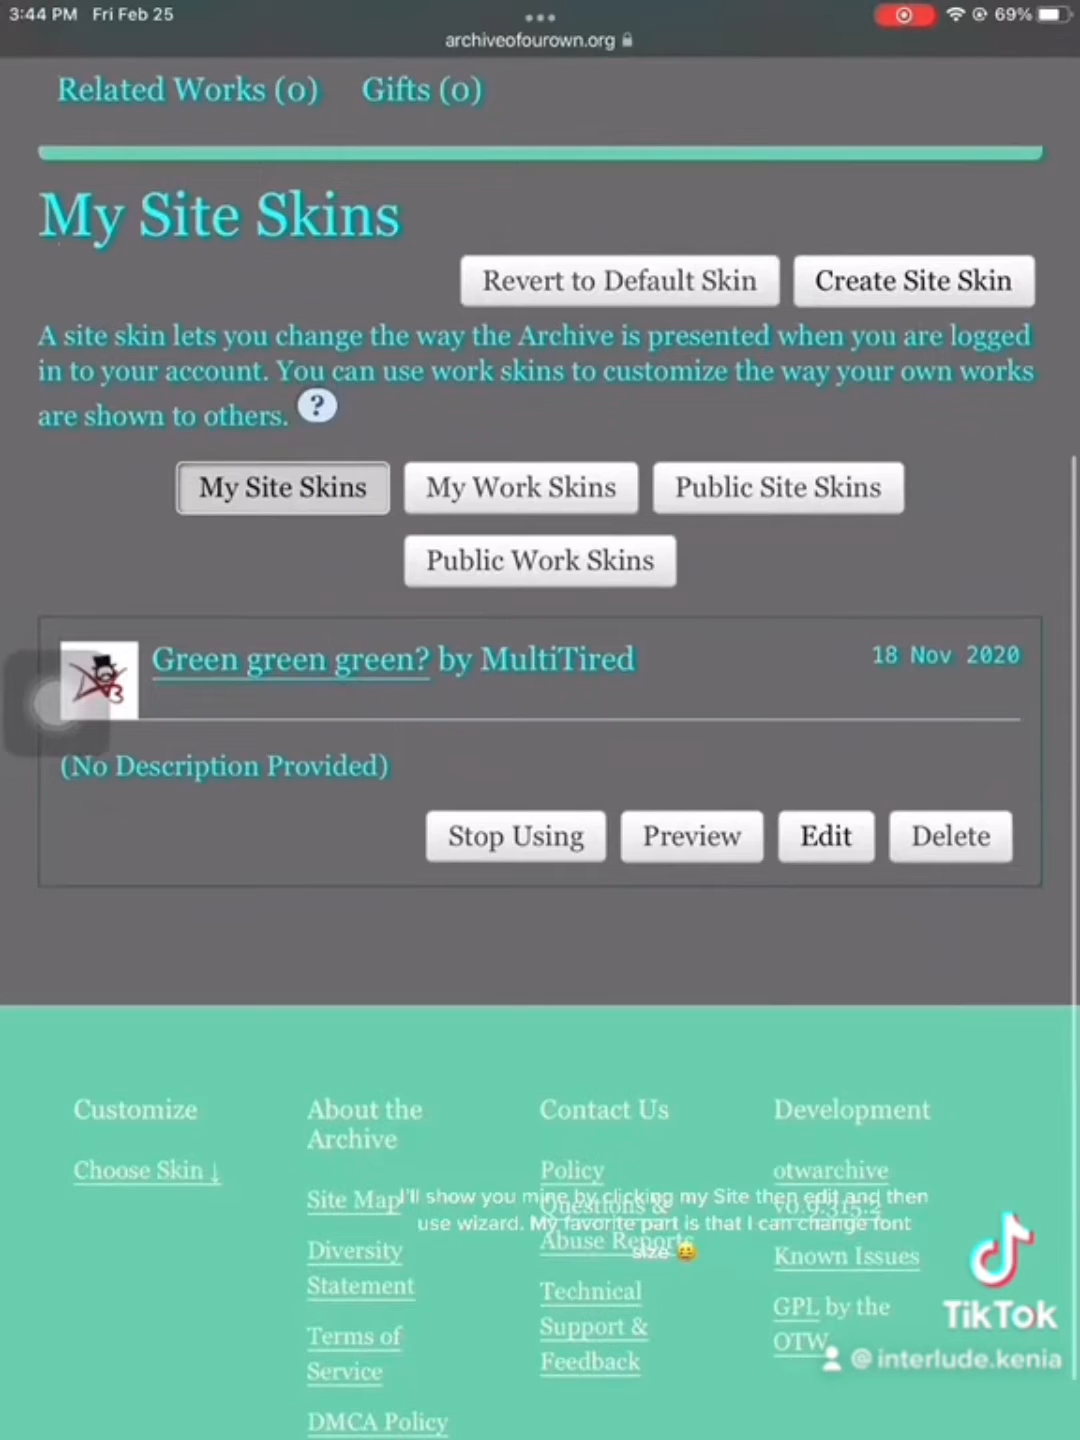 3:44 PM Fri Feb 25
69%
archiveofourown.org
Related Works (0) Gifts (0)
My Site Skins
Revert to Default Skin Create Site Skin
A site skin lets you change the way the Archive is presented when you are logged
in to your account. You can use work skins to customize the way your own works
are shown to others. ?
My Site Skins My Work Skins Public Site Skins
Public Work Skins
Green green green? by MultiTired 18 Nov 2020
(No Description Provided)
Stop Using Preview Edit Delete
Customize
Choose Skin ↓
About the
Archive
Site Map
Diversity
Statement
Terms of
Service
DMCA Policy
Contact Us
Policy
Questions &
Abuse Reports
Technical
Support &
Feedback
Development
otwarchive
v0.9.315.2
Known Issues
GPL by the
OTW
I'll show you mine by clicking my Site then edit and then
use wizard. My favorite part is that I can change font
size 😄
TikTok
@interlude.kenia